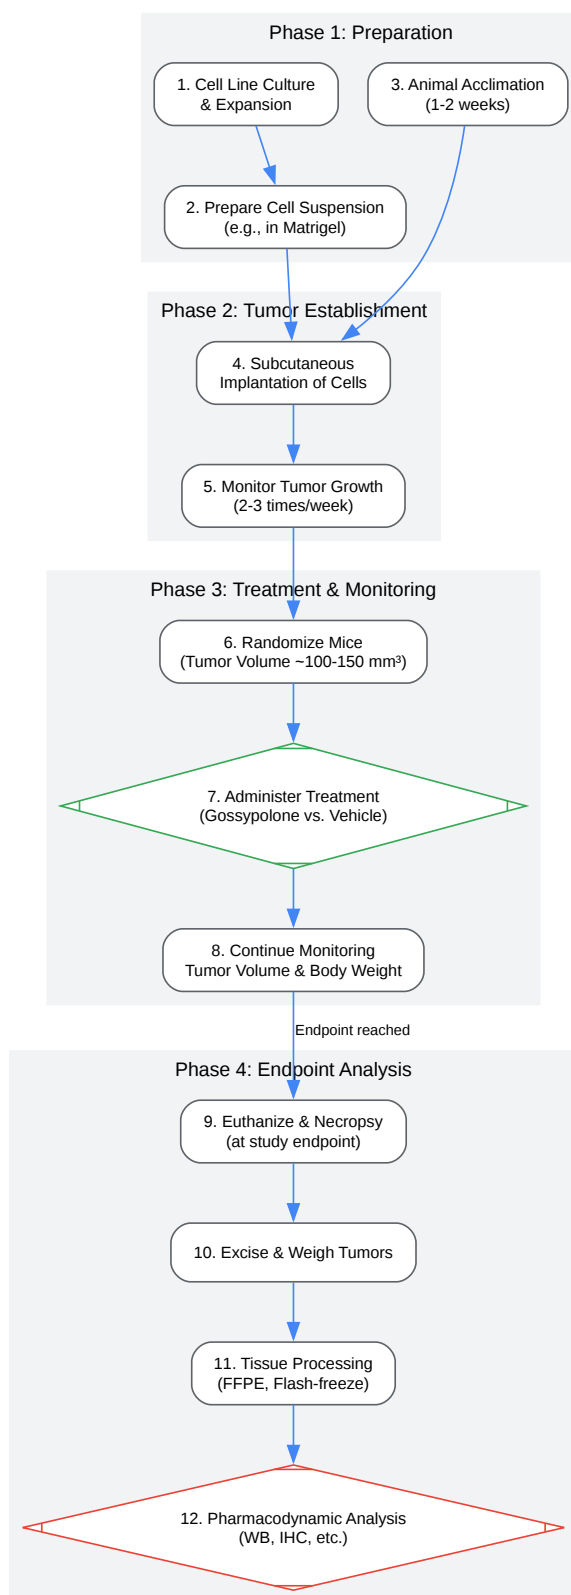 Phase 1: Preparation
1. Cell Line Culture
& Expansion
3. Animal Acclimation
(1-2 weeks)
2. Prepare Cell Suspension
(e.g., in Matrigel)
Phase 2: Tumor Establishment
4. Subcutaneous
Implantation of Cells
5. Monitor Tumor Growth
(2-3 times/week)
Phase 3: Treatment & Monitoring
6. Randomize Mice
(Tumor Volume ~100-150 mm³)
7. Administer Treatment
(Gossypolone vs. Vehicle)
8. Continue Monitoring
Tumor Volume & Body Weight
Endpoint reached
Phase 4: Endpoint Analysis
9. Euthanize & Necropsy
(at study endpoint)
10. Excise & Weigh Tumors
11. Tissue Processing
(FFPE, Flash-freeze)
12. Pharmacodynamic Analysis
(WB, IHC, etc.)